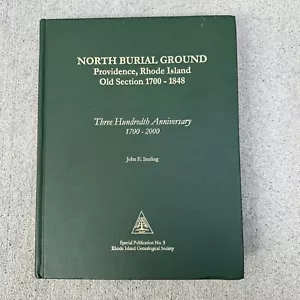 NORTH BURIAL GROUND
Providence, Rhode Island
Old Section 1700 - 1848
Three Hundredth Anniversary
1700 - 2000
John E. Sterling
Special Publication No. 5
Rhode Island Genealogical Society